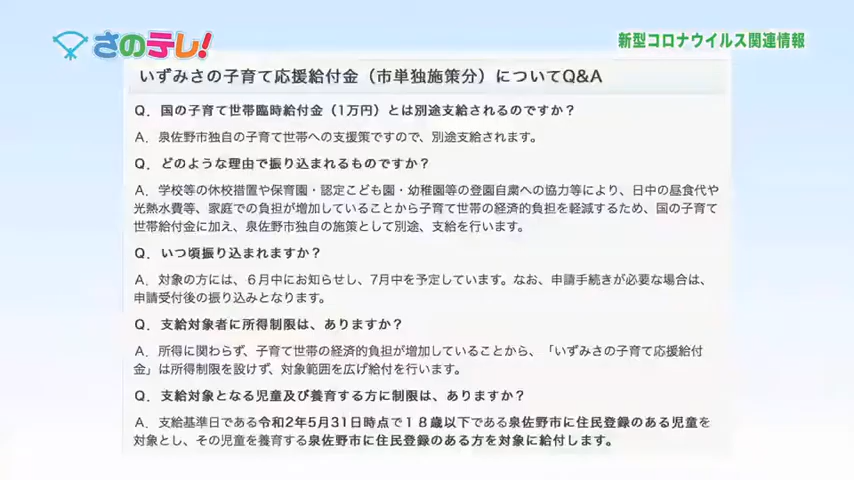 さのテレ!
新型コロナウイルス関連情報
いずみさの子育て応援給付金（市単独施策分）についてQ&A
Q．国の子育て世帯臨時給付金（1万円）とは別途支給されるのですか？
A．泉佐野市独自の子育て世帯への支援策ですので、別途支給されます。
Q．どのような理由で振り込まれるものですか？
A．学校等の休校措置や保育園・認定こども園・幼稚園等の登園自粛への協力等により、日中の昼食代や
光熱水費等、家庭での負担が増加していることから子育て世帯の経済的負担を軽減するため、国の子育て
世帯給付金に加え、泉佐野市独自の施策として別途、支給を行います。
Q．いつ頃振り込まれますか？
A．対象の方には、６月中にお知らせし、7月中を予定しています。なお、申請手続きが必要な場合は、
申請受付後の振り込みとなります。
Q．支給対象者に所得制限は、ありますか？
A．所得に関わらず、子育て世帯の経済的負担が増加していることから、「いずみさの子育て応援給付
金」は所得制限を設けず、対象範囲を広げ給付を行います。
Q．支給対象となる児童及び養育する方に制限は、ありますか？
A．支給基準日である令和2年5月31日時点で１８歳以下である泉佐野市に住民登録のある児童を
対象とし、その児童を養育する泉佐野市に住民登録のある方を対象に給付します。